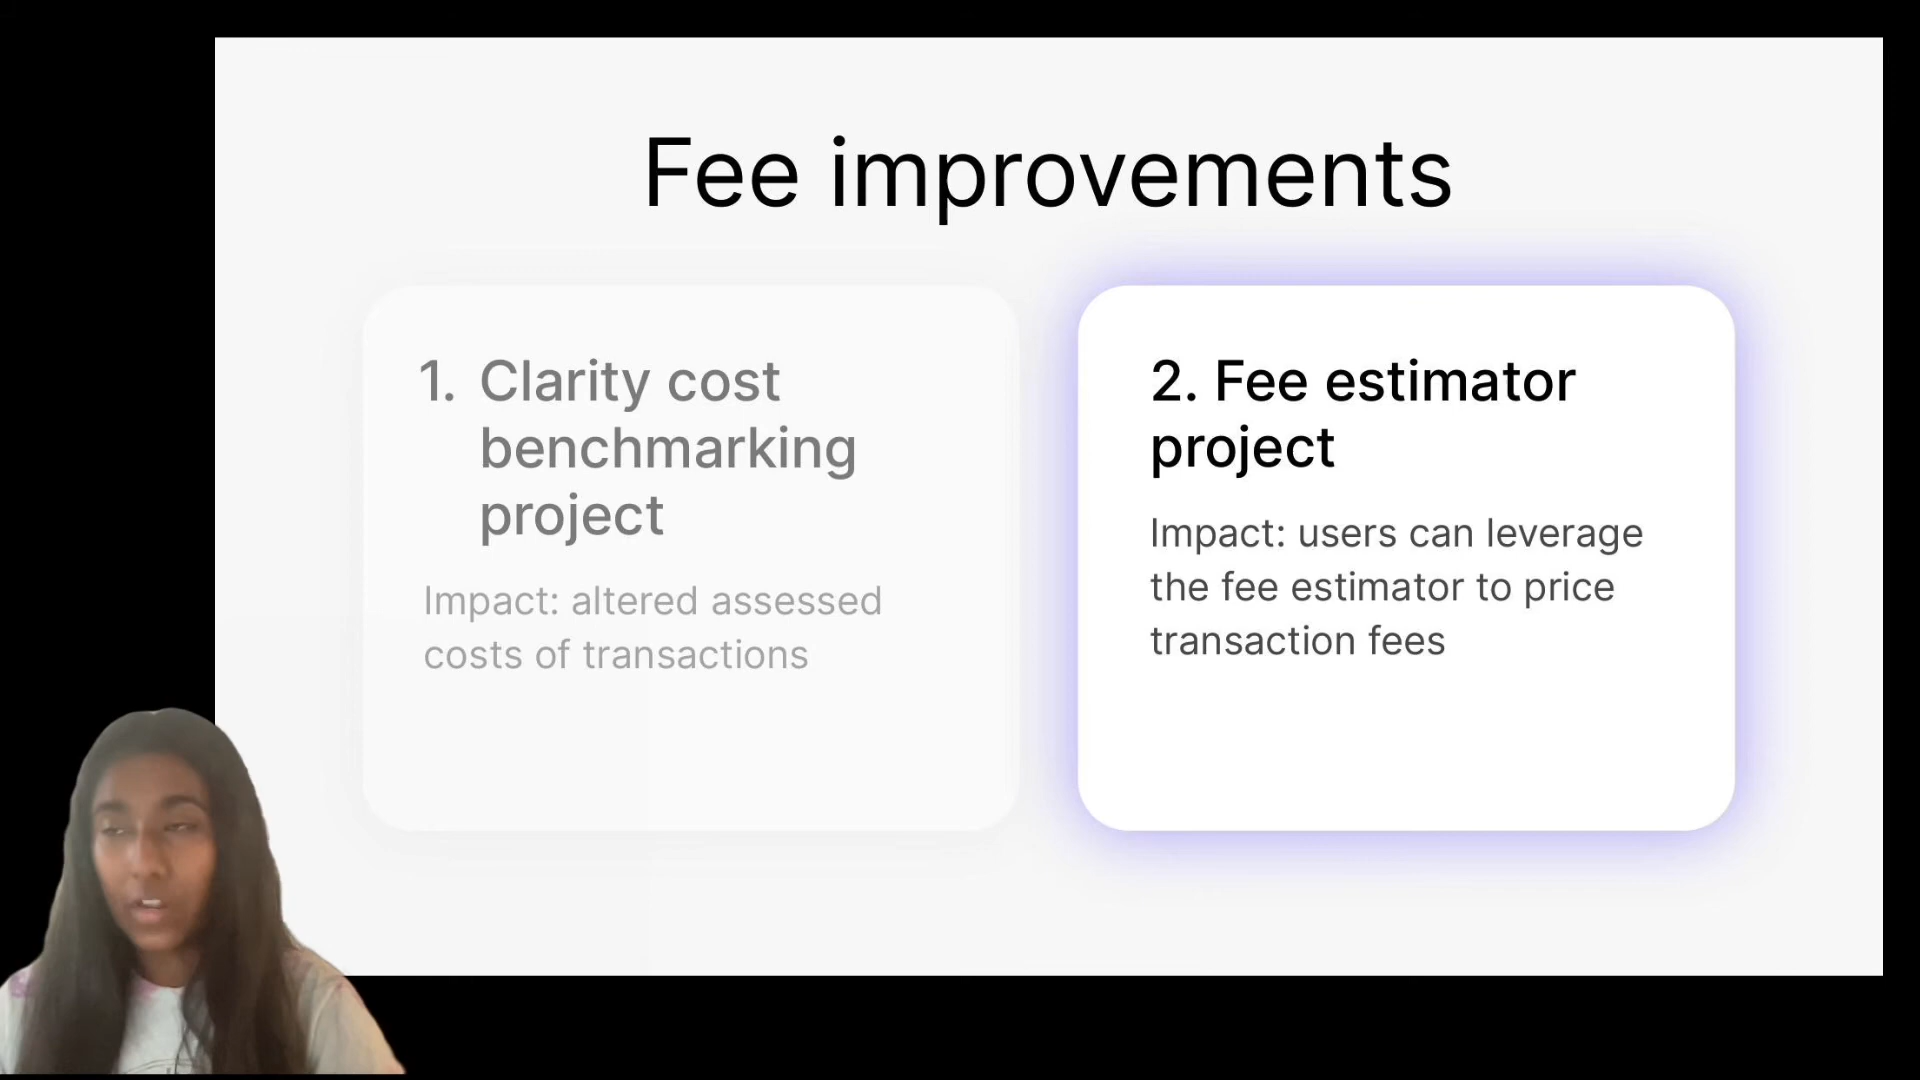 Fee improvements
1. Clarity cost
benchmarking
project
Impact: altered assessed
costs of transactions
2. Fee estimator
project
Impact: users can leverage
the fee estimator to price
transaction fees